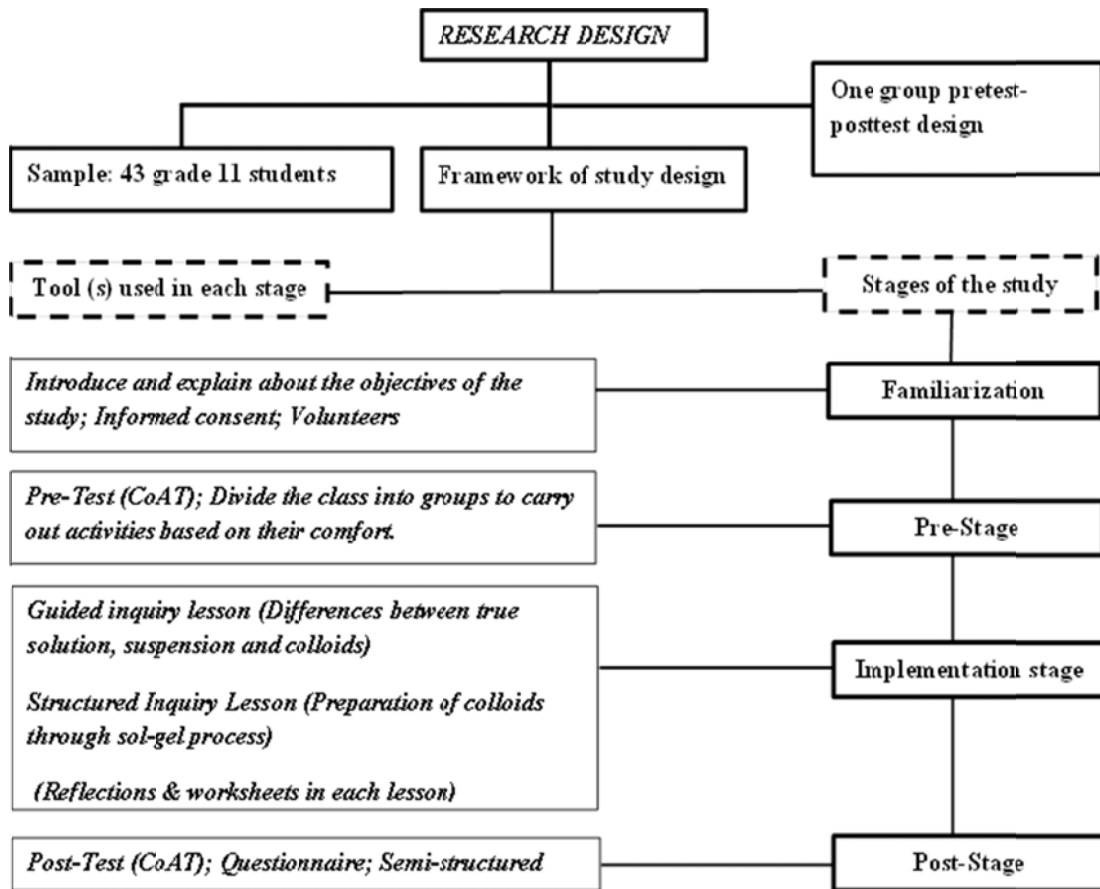 RESEARCH DESIGN
One group pretest-
posttest design
Sample: 43 grade 11 students
Framework of study design
Tool (s) used in each stage
Stages of the study
Introduce and explain about the objectives of the
study; Informed consent; Volunteers
Familiarization
Pre-Test (CoAT); Divide the class into groups to carry
out activities based on their comfort.
Pre-Stage
Guided inquiry lesson (Differences between true
solution, suspension and colloids)
Structured Inquiry Lesson (Preparation of colloids
through sol-gel process)
(Reflections & worksheets in each lesson)
Implementation stage
Post-Test (CoAT); Questionnaire; Semi-structured
Post-Stage